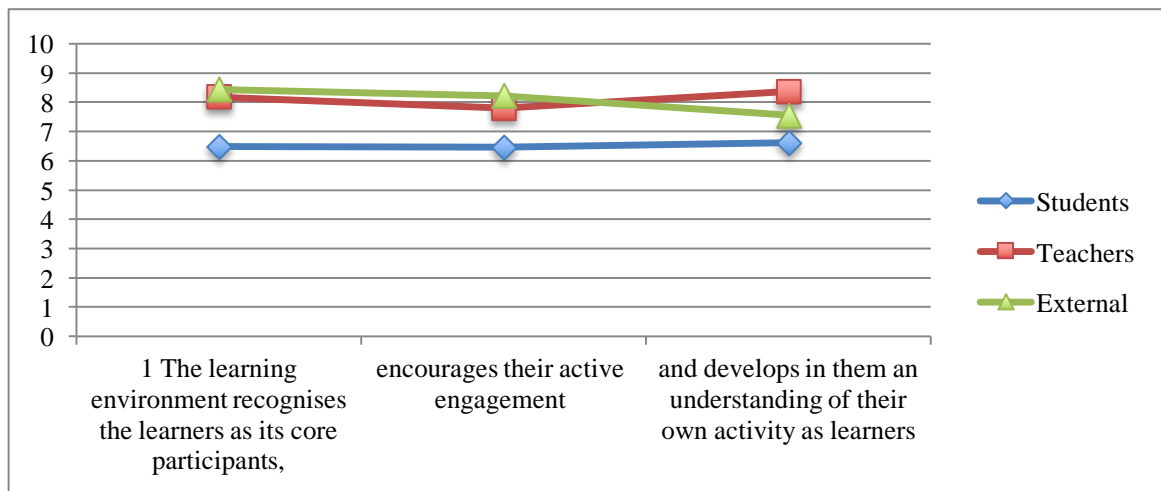 10
9
8
7
6
5
4
3
2
1
0
1 The learning
environment recognises
the learners as its core
participants,
encourages their active
engagement
and develops in them an
understanding of their
own activity as learners
Students
Teachers
External